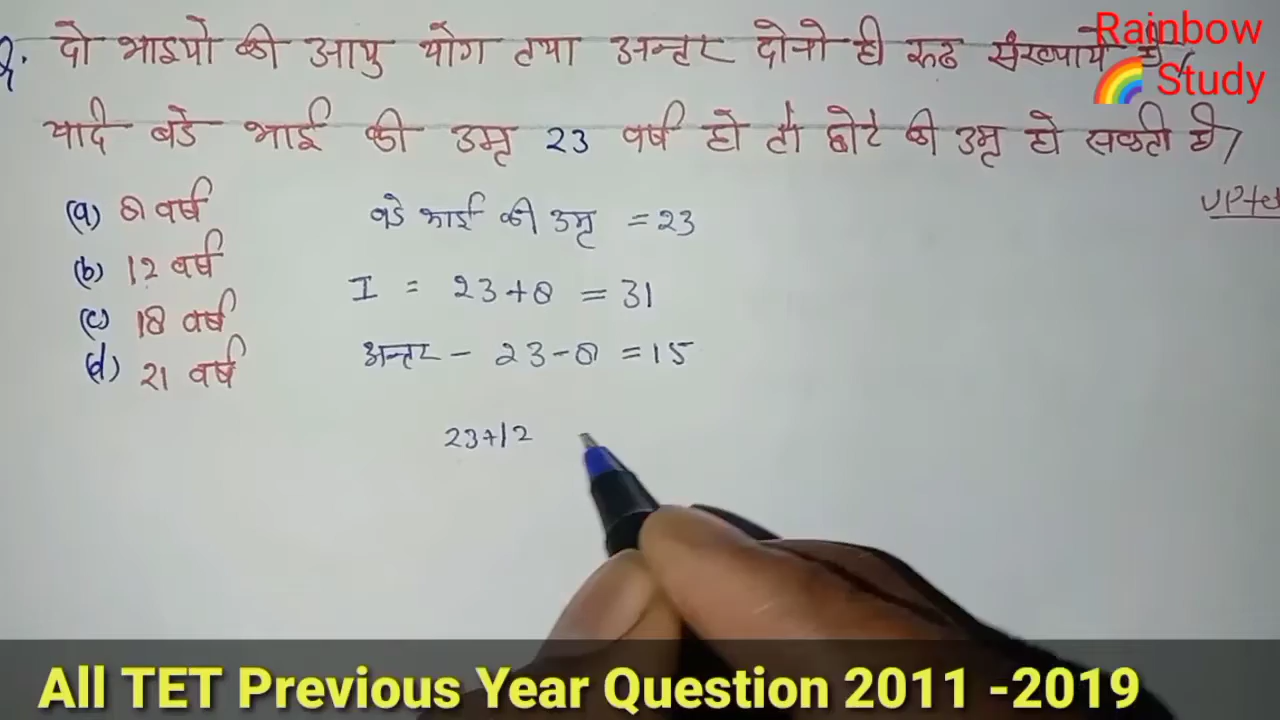 Q. दो भाइयो की आयु योग तथा अन्तर दोनो ही रूढ संख्याये है/
यदि बडे भाई की उम्र 23 वर्ष हो तो छोटे की उम्र हो सकती है/
UPtet
(a) 8 वर्ष
(b) 12 वर्ष
(c) 18 वर्ष
(d) 21 वर्ष
बडे भाई की उम्र = 23
I = 23+8 = 31
अन्तर - 23-8 = 15
23+12
Rainbow
Study
All TET Previous Year Question 2011 -2019